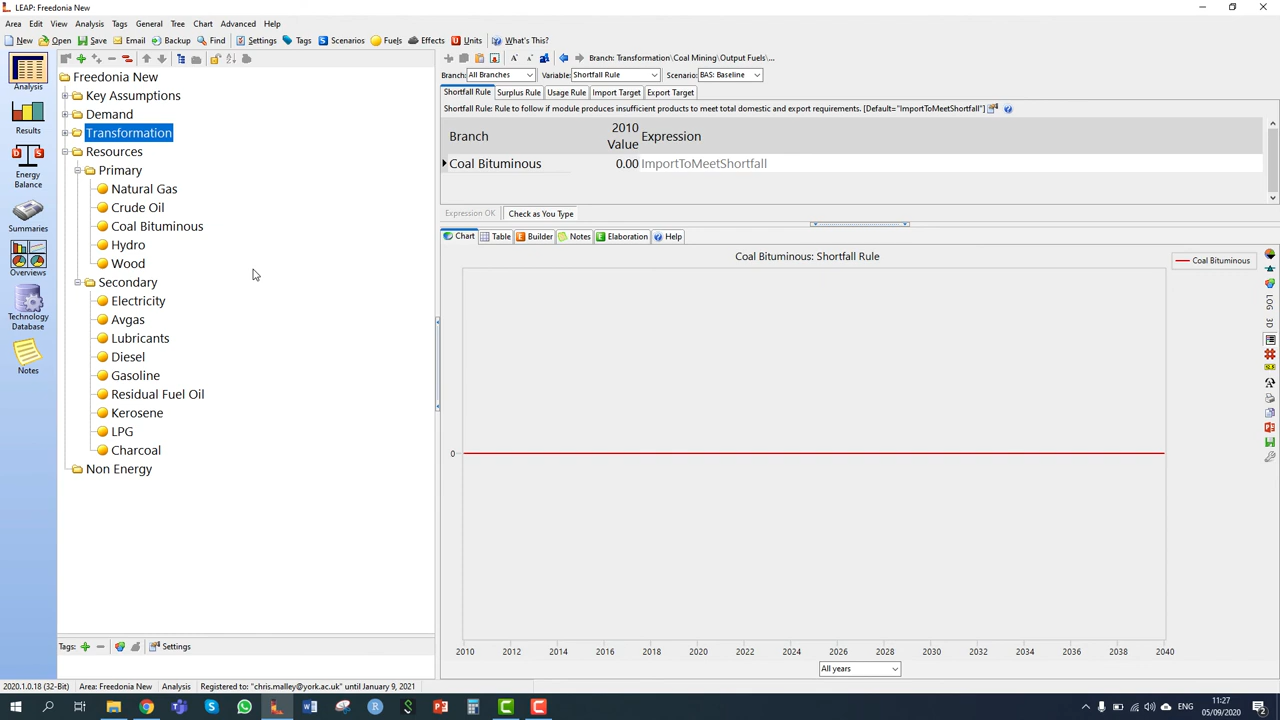 LEAP: Freedonia New
Area Edit View Analysis Tags General Tree Chart Advanced Help
New Open Save Email Backup Find Settings Tags Scenarios Fuels Effects Units What's This?
Analysis
Results
Energy
Balance
Summaries
Overviews
Technology
Database
Notes
Freedonia New
Key Assumptions
Demand
Transformation
Resources
Primary
Natural Gas
Crude Oil
Coal Bituminous
Hydro
Wood
Secondary
Electricity
Avgas
Lubricants
Diesel
Gasoline
Residual Fuel Oil
Kerosene
LPG
Charcoal
Non Energy
Tags: Settings
Branch: Transformation\Coal Mining\Output Fuels\...
Branch: All Branches Variable: Shortfall Rule Scenario: BAS: Baseline
Shortfall Rule Surplus Rule Usage Rule Import Target Export Target
Shortfall Rule: Rule to follow if module produces insufficient products to meet total domestic and export requirements. [Default="ImportToMeetShortfall"]
Branch 2010 Value Expression
Coal Bituminous 0.00 ImportToMeetShortfall
Expression OK Check as You Type
Chart Table Builder Notes Elaboration Help
Coal Bituminous: Shortfall Rule
Coal Bituminous
LOG
3D
0
2010 2012 2014 2016 2018 2020 2022 2024 2026 2028 2030 2032 2034 2036 2038 2040
All years
2020.1.0.18 (32-Bit) Area: Freedonia New Analysis Registered to: "chris.malley@york.ac.uk" until January 9, 2021
ENG 11:27
05/09/2020
2